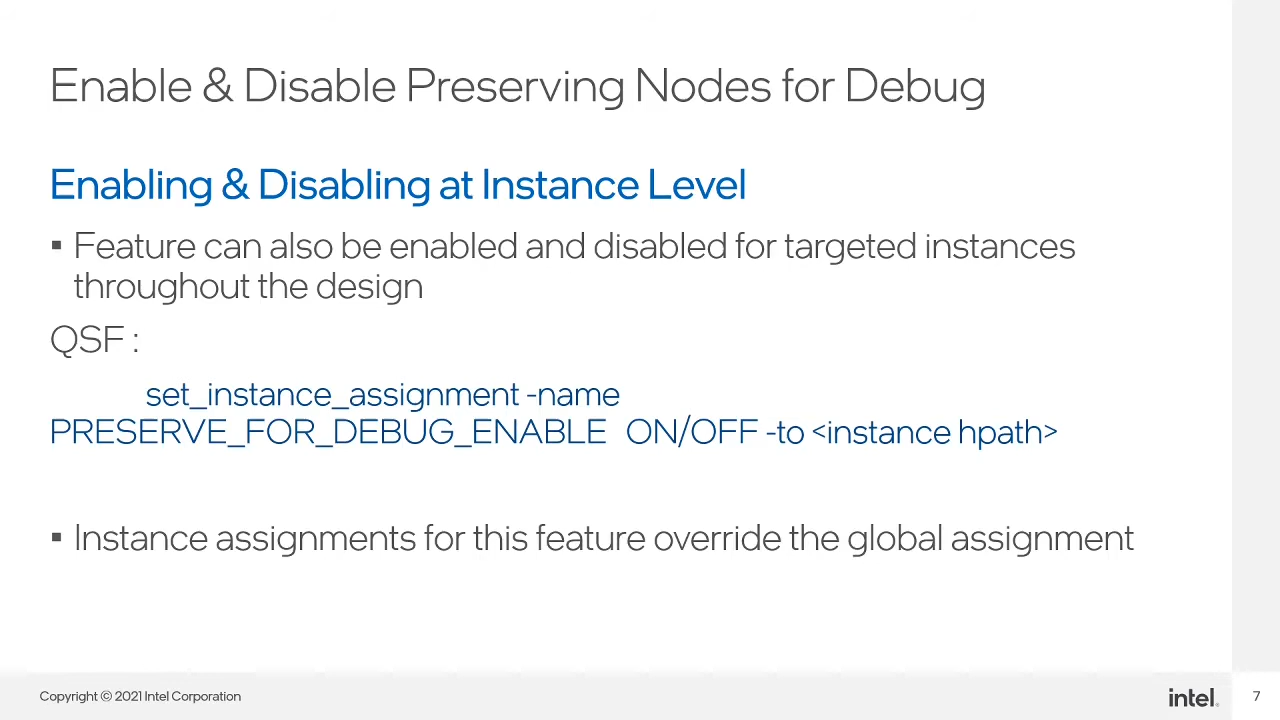 Enable & Disable Preserving Nodes for Debug
Enabling & Disabling at Instance Level
▪ Feature can also be enabled and disabled for targeted instances
throughout the design
QSF :
set_instance_assignment -name
PRESERVE_FOR_DEBUG_ENABLE ON/OFF -to <instance hpath>
▪ Instance assignments for this feature override the global assignment
Copyright © 2021 Intel Corporation
intel.
7